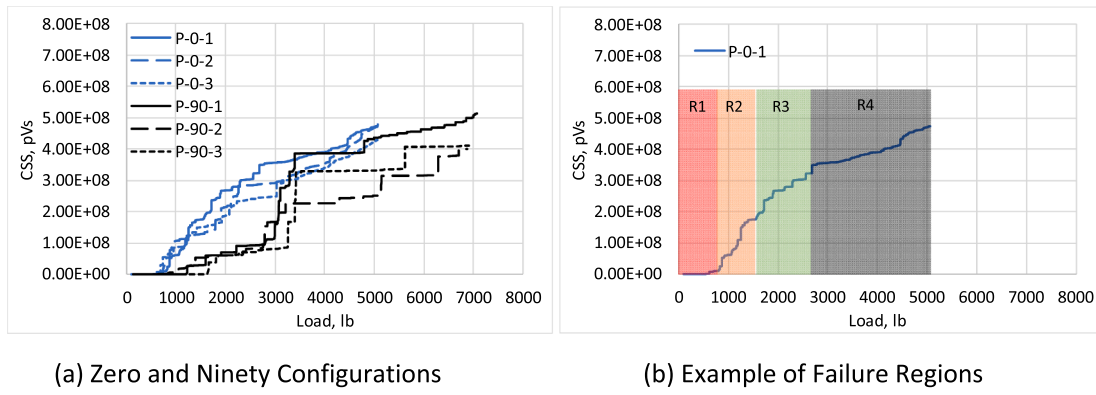 8.00E+08
7.00E+08
6.00E+08
5.00E+08
4.00E+08
3.00E+08
2.00E+08
1.00E+08
0.00E+00
CSS, pVs
P-0-1
P-0-2
P-0-3
P-90-1
P-90-2
P-90-3
0 1000 2000 3000 4000 5000 6000 7000 8000
Load, lb
(a) Zero and Ninety Configurations
8.00E+08
7.00E+08
6.00E+08
5.00E+08
4.00E+08
3.00E+08
2.00E+08
1.00E+08
0.00E+00
CSS, pVs
P-0-1
R1 R2 R3 R4
0 1000 2000 3000 4000 5000 6000 7000 8000
Load, lb
(b) Example of Failure Regions